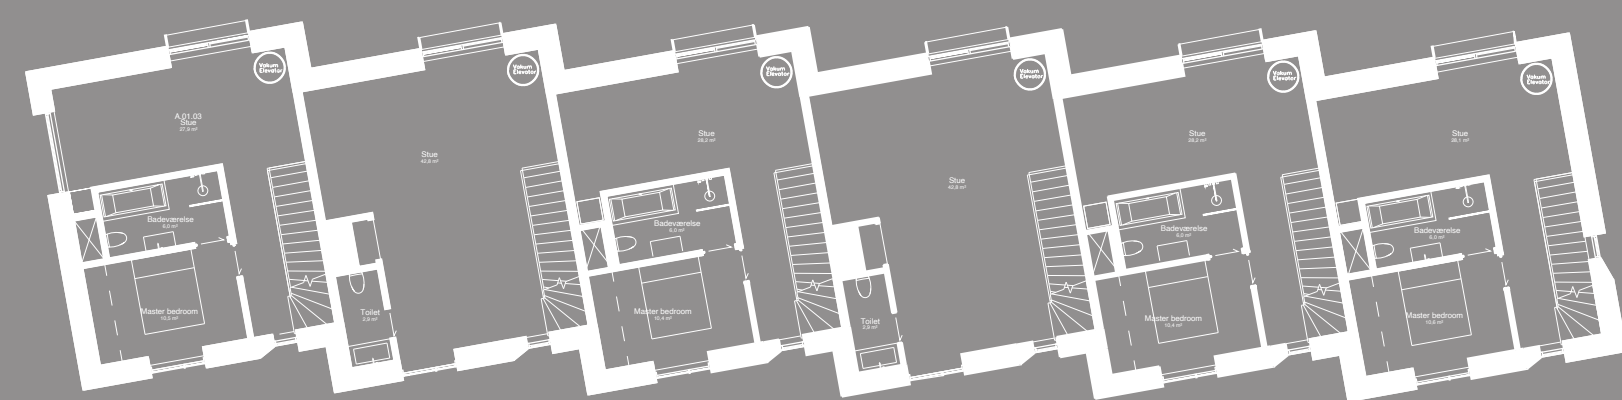 Vakum
Elevator
A.01.03
Stue
27,9 m²
Badeværelse
6,0 m²
Master bedroom
10,5 m²
Vakum
Elevator
Stue
42,8 m²
Toilet
2,9 m²
Vakum
Elevator
Stue
28,2 m²
Badeværelse
6,0 m²
Master bedroom
10,4 m²
Vakum
Elevator
Stue
42,8 m²
Toilet
2,9 m²
Vakum
Elevator
Stue
28,2 m²
Badeværelse
6,0 m²
Master bedroom
10,4 m²
Vakum
Elevator
Stue
28,1 m²
Badeværelse
6,0 m²
Master bedroom
10,6 m²